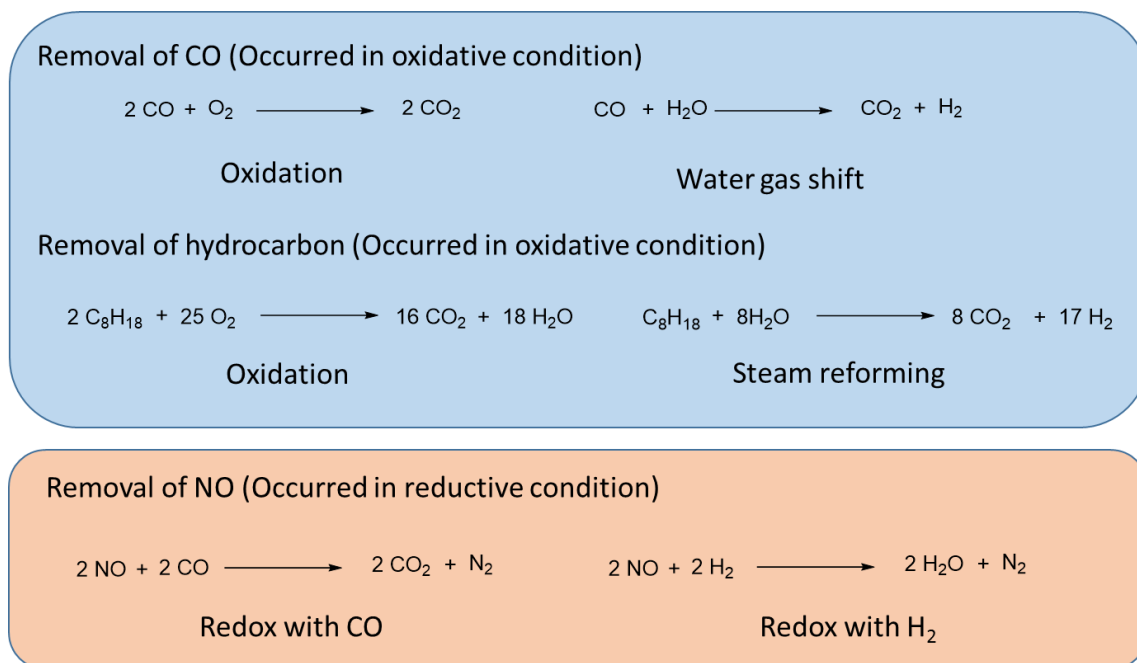 Removal of CO (Occurred in oxidative condition)
2 CO + O₂ → 2 CO₂ CO + H₂O → CO₂ + H₂
Oxidation Water gas shift
Removal of hydrocarbon (Occurred in oxidative condition)
2 C₈H₁₈ + 25 O₂ → 16 CO₂ + 18 H₂O C₈H₁₈ + 8H₂O → 8 CO₂ + 17 H₂
Oxidation Steam reforming
Removal of NO (Occurred in reductive condition)
2 NO + 2 CO → 2 CO₂ + N₂ 2 NO + 2 H₂ → 2 H₂O + N₂
Redox with CO Redox with H₂